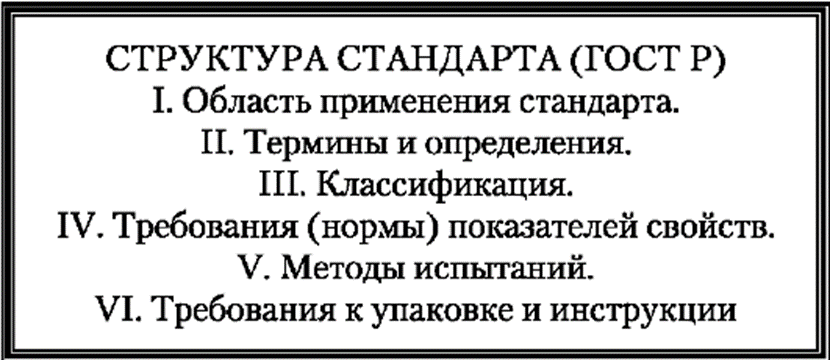 СТРУКТУРА СТАНДАРТА (ГОСТ Р)
I. Область применения стандарта.
II. Термины и определения.
III. Классификация.
IV. Требования (нормы) показателей свойств.
V. Методы испытаний.
VI. Требования к упаковке и инструкции